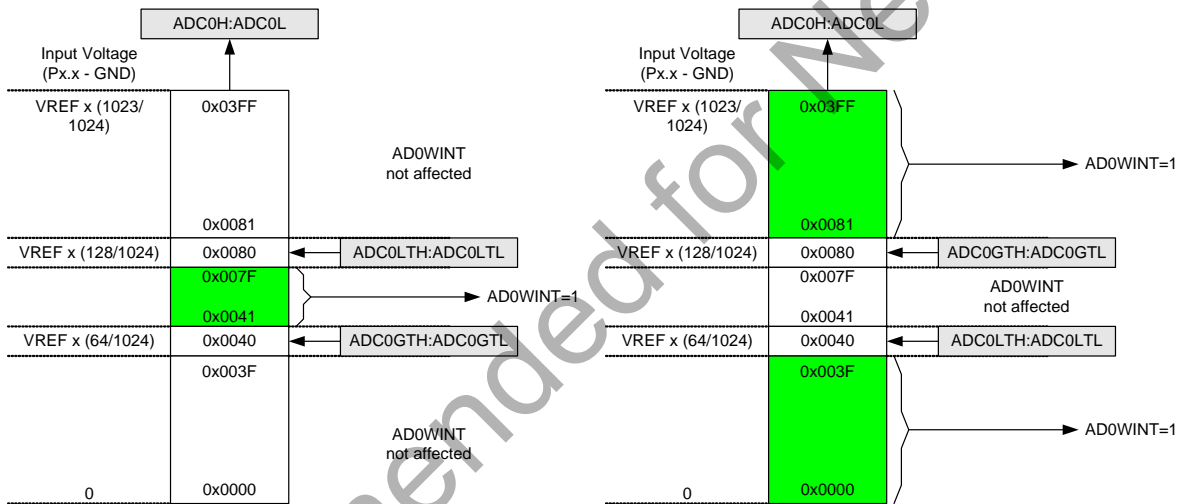 ADC0H:ADC0L
Input Voltage
(Px.x - GND)
VREF x (1023/
1024)
0x03FF
AD0WINT
not affected
0x0081
VREF x (128/1024)
0x0080
ADC0LTH:ADC0LTL
0x007F
AD0WINT=1
0x0041
VREF x (64/1024)
0x0040
ADC0GTH:ADC0GTL
0x003F
AD0WINT
not affected
0
0x0000
ADC0H:ADC0L
Input Voltage
(Px.x - GND)
VREF x (1023/
1024)
0x03FF
AD0WINT=1
0x0081
VREF x (128/1024)
0x0080
ADC0GTH:ADC0GTL
0x007F
AD0WINT
not affected
0x0041
VREF x (64/1024)
0x0040
ADC0LTH:ADC0LTL
0x003F
AD0WINT=1
0
0x0000
mended for Ne